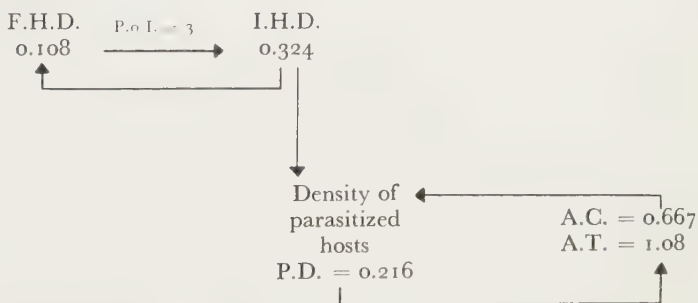 F.H.D.
0.108
I.H.D.
0.324
Density of
parasitized
hosts
P.D. = 0.216
A.C. = 0.667
A.T. = 1.08